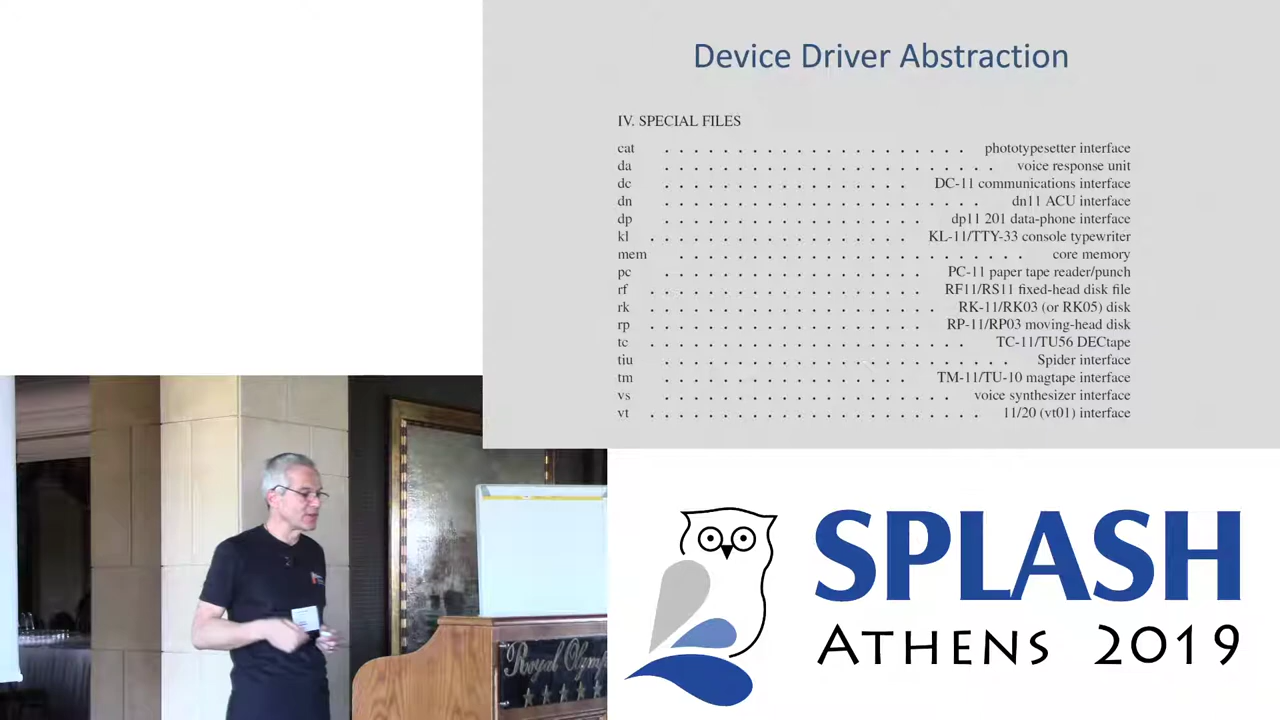 Device Driver Abstraction
IV. SPECIAL FILES
cat . . . . . . . . . . . . . . . . . . . . . phototypesetter interface
da . . . . . . . . . . . . . . . . . . . . . . . voice response unit
dc . . . . . . . . . . . . . . . . . DC-11 communications interface
dn . . . . . . . . . . . . . . . . . . . . . . dn11 ACU interface
dp . . . . . . . . . . . . . . . . . . dp11 201 data-phone interface
kl . . . . . . . . . . . . . . . . . . KL-11/TTY-33 console typewriter
mem . . . . . . . . . . . . . . . . . . . . . . . . core memory
pc . . . . . . . . . . . . . . . . . . PC-11 paper tape reader/punch
rf . . . . . . . . . . . . . . . . . . . RF11/RS11 fixed-head disk file
rk . . . . . . . . . . . . . . . . . . . . RK-11/RK03 (or RK05) disk
rp . . . . . . . . . . . . . . . . . . . RP-11/RP03 moving-head disk
tc . . . . . . . . . . . . . . . . . . . . . . TC-11/TU56 DECtape
tiu . . . . . . . . . . . . . . . . . . . . . . . . Spider interface
tm . . . . . . . . . . . . . . . . . TM-11/TU-10 magtape interface
vs . . . . . . . . . . . . . . . . . . . . voice synthesizer interface
vt . . . . . . . . . . . . . . . . . . . . . . . 11/20 (vt01) interface
Royal Olymp
SPLASH
ATHENS 2019